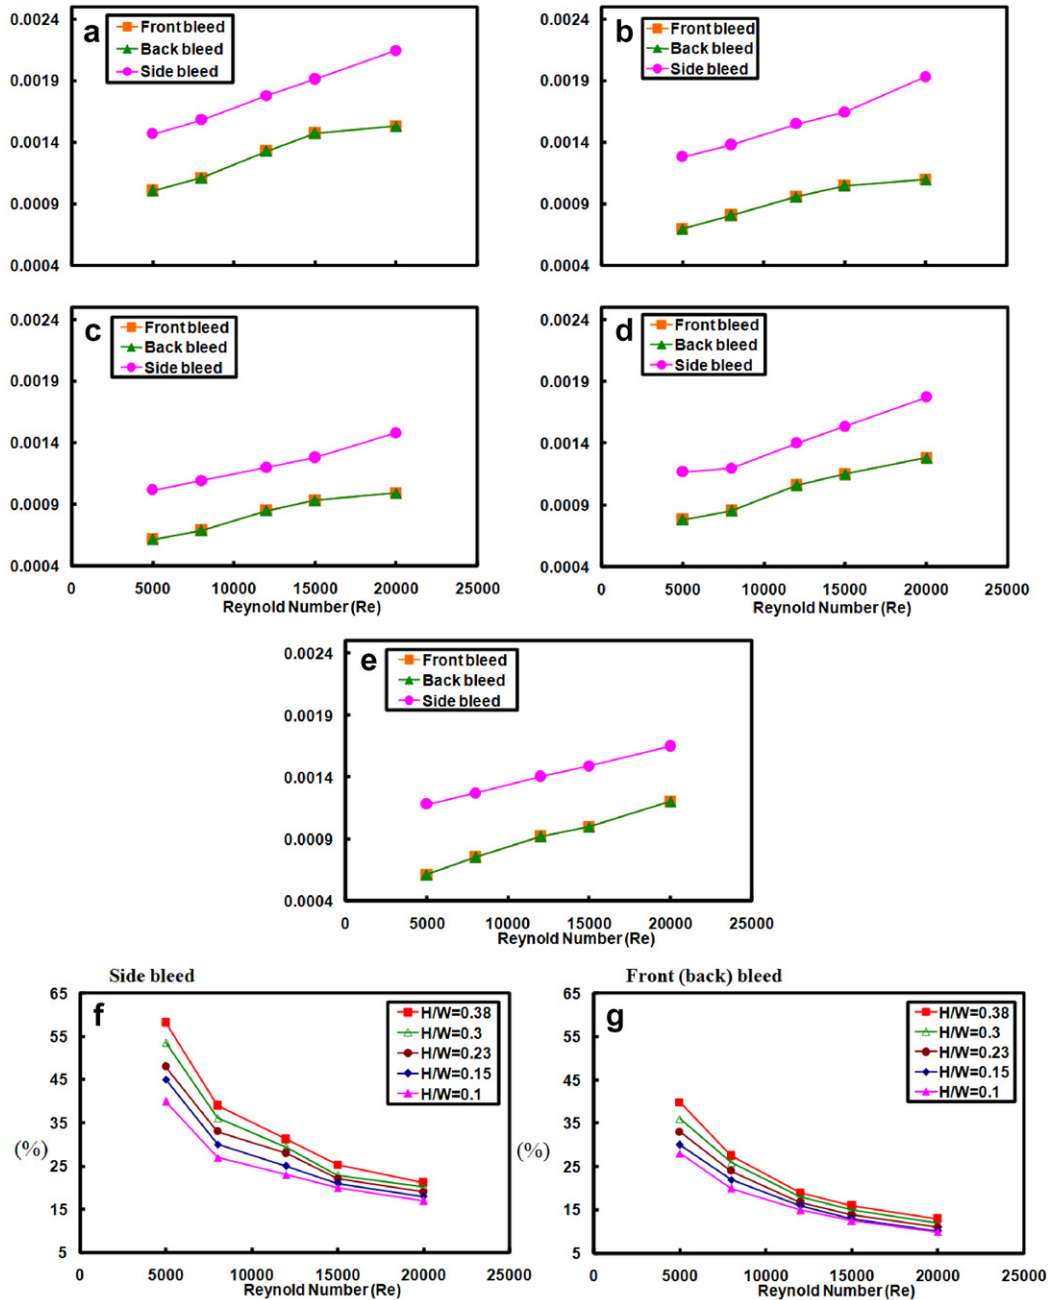 a
Front bleed
Back bleed
Side bleed
0.0024
0.0019
0.0014
0.0009
0.0004
b
Front bleed
Back bleed
Side bleed
0.0024
0.0019
0.0014
0.0009
0.0004
c
Front bleed
Back bleed
Side bleed
0.0024
0.0019
0.0014
0.0009
0.0004
0 5000 10000 15000 20000 25000
Reynold Number (Re)
d
Front bleed
Back bleed
Side bleed
0.0024
0.0019
0.0014
0.0009
0.0004
0 5000 10000 15000 20000 25000
Reynold Number (Re)
e
Front bleed
Back bleed
Side bleed
0.0024
0.0019
0.0014
0.0009
0.0004
0 5000 10000 15000 20000 25000
Reynold Number (Re)
Side bleed
f
H/W=0.38
H/W=0.3
H/W=0.23
H/W=0.15
H/W=0.1
65
55
45
35
25
15
5
(%)
0 5000 10000 15000 20000 25000
Reynold Number (Re)
Front (back) bleed
g
H/W=0.38
H/W=0.3
H/W=0.23
H/W=0.15
H/W=0.1
65
55
45
35
25
15
5
(%)
0 5000 10000 15000 20000 25000
Reynold Number (Re)